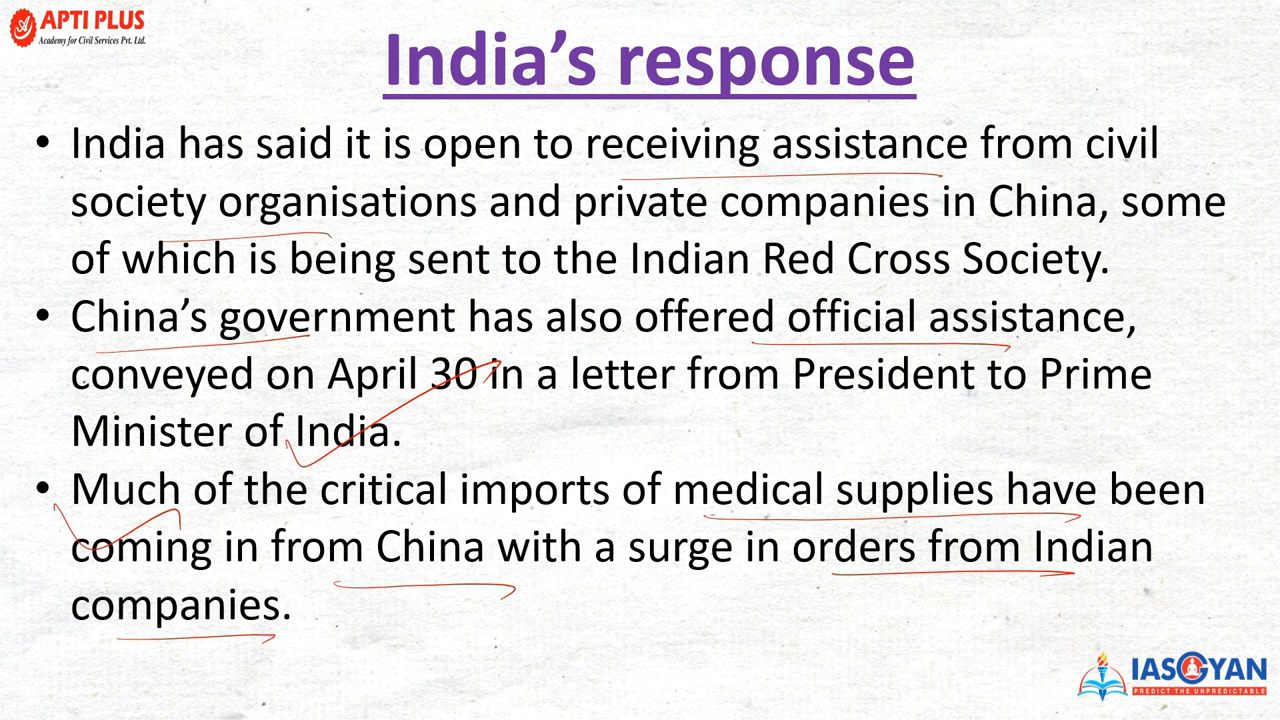 APTI PLUS
Academy for Civil Services Pvt. Ltd.
India’s response
• India has said it is open to receiving assistance from civil
society organisations and private companies in China, some
of which is being sent to the Indian Red Cross Society.
• China’s government has also offered official assistance,
conveyed on April 30 in a letter from President to Prime
Minister of India.
• Much of the critical imports of medical supplies have been
coming in from China with a surge in orders from Indian
companies.
IASGYAN
PREDICT THE UNPREDICTABLE